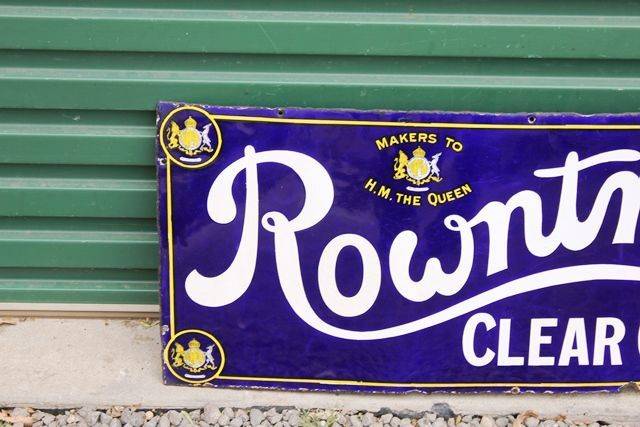 MAKERS TO
H.M. THE QUEEN
Rowntr
CLEAR